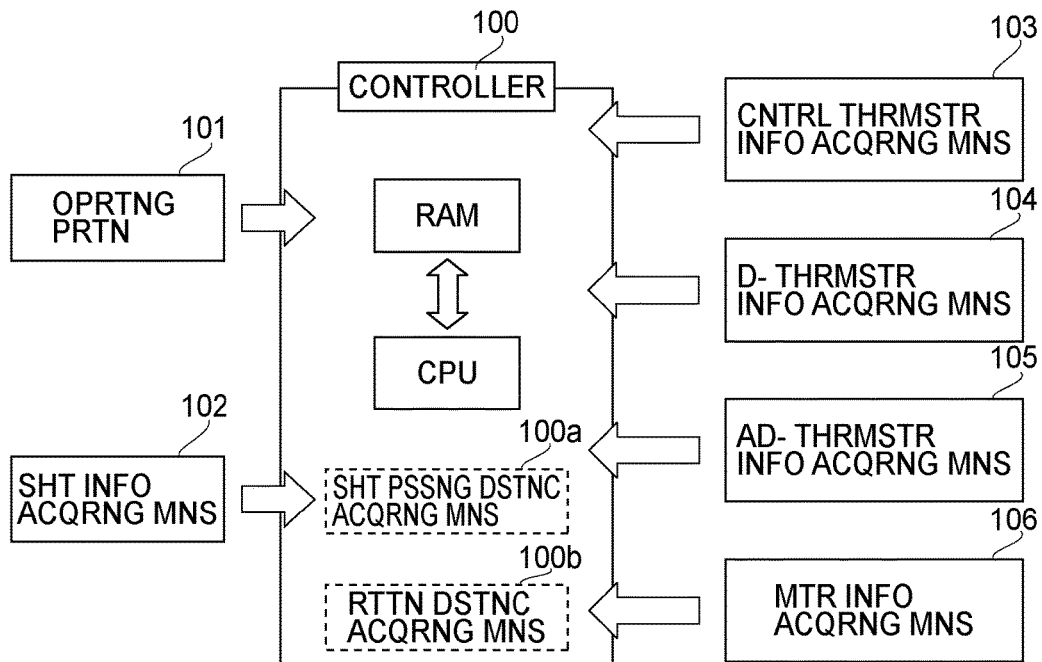 100
CONTROLLER
101
OPRTNG
PRTN
102
SHT INFO
ACQRNG MNS
RAM
CPU
100a
SHT PSSNG DSTNC
ACQRNG MNS
100b
RTTN DSTNC
ACQRNG MNS
103
CNTRL THRMSTR
INFO ACQRNG MNS
104
D- THRMSTR
INFO ACQRNG MNS
105
AD- THRMSTR
INFO ACQRNG MNS
106
MTR INFO
ACQRNG MNS